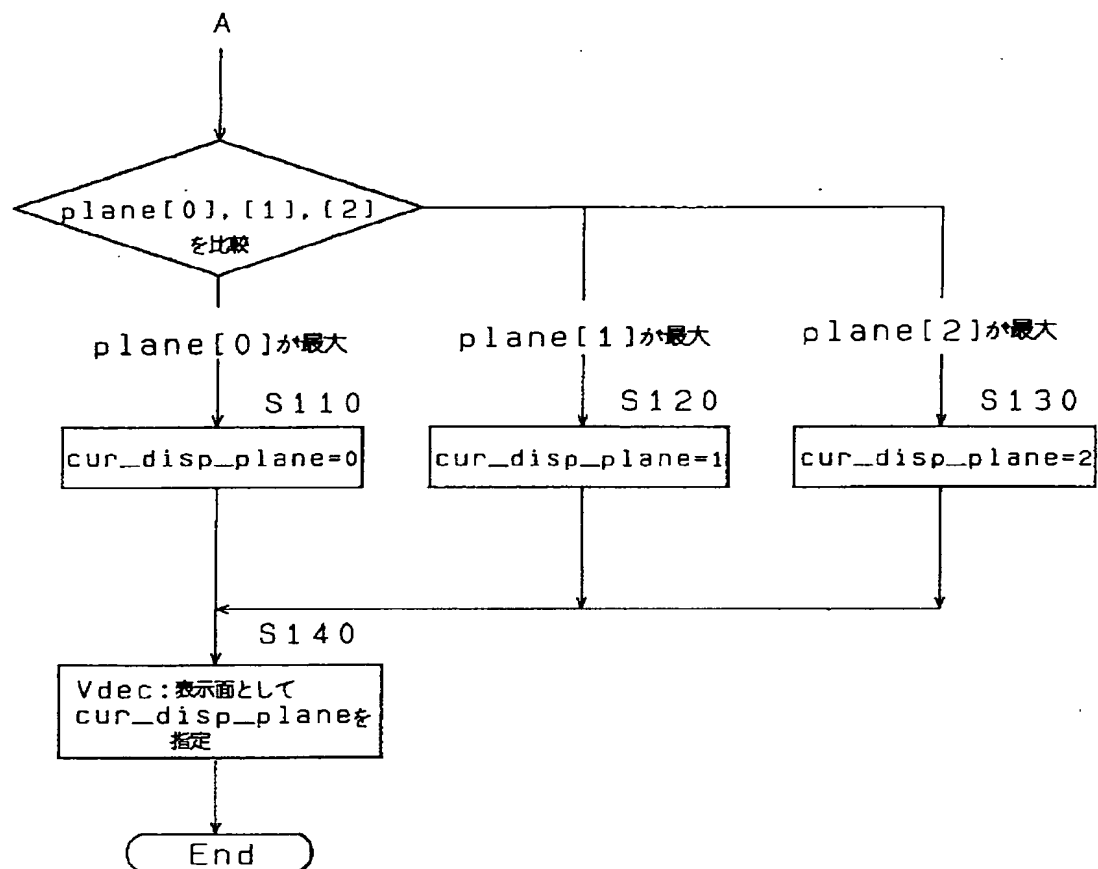 A
plane[0],[1],[2]
を比較
plane[0]が最大
plane[1]が最大
plane[2]が最大
S110
S120
S130
cur_disp_plane=0
cur_disp_plane=1
cur_disp_plane=2
S140
Vdec:表示面として
cur_disp_planeを
指定
End